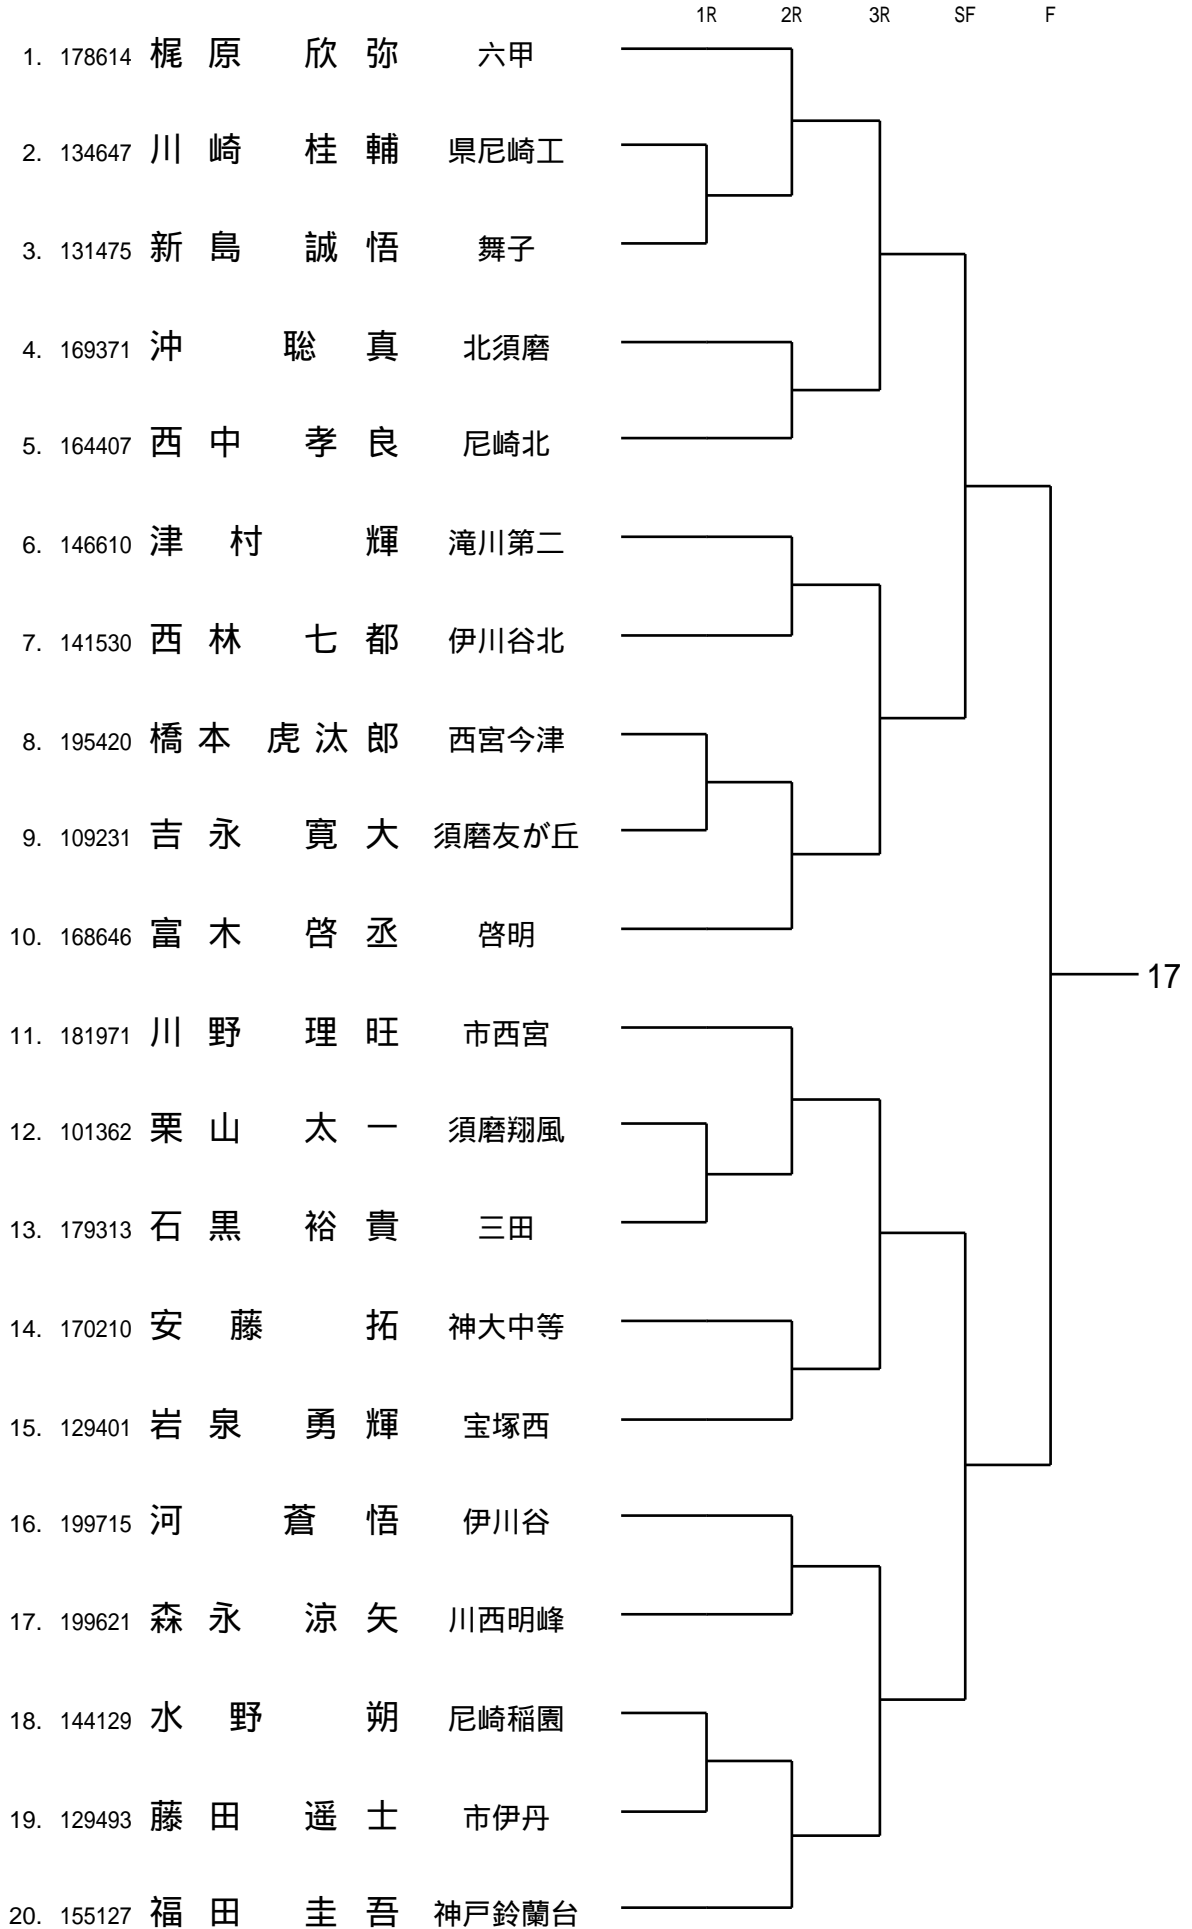 1R 2R 3R SF F
1. 178614 梶原 欣弥 六甲
2. 134647 川崎 桂輔 県尼崎工
3. 131475 新島 誠悟 舞子
4. 169371 沖 聡真 北須磨
5. 164407 西中 孝良 尼崎北
6. 146610 津村 輝 滝川第二
7. 141530 西林 七都 伊川谷北
8. 195420 橋本 虎汰郎 西宮今津
9. 109231 吉永 寛大 須磨友が丘
10. 168646 富木 啓丞 啓明
17
11. 181971 川野 理旺 市西宮
12. 101362 栗山 太一 須磨翔風
13. 179313 石黒 裕貴 三田
14. 170210 安藤 拓 神大中等
15. 129401 岩泉 勇輝 宝塚西
16. 199715 河 蒼悟 伊川谷
17. 199621 森永 涼矢 川西明峰
18. 144129 水野 朔 尼崎稲園
19. 129493 藤田 遥士 市伊丹
20. 155127 福田 圭吾 神戸鈴蘭台